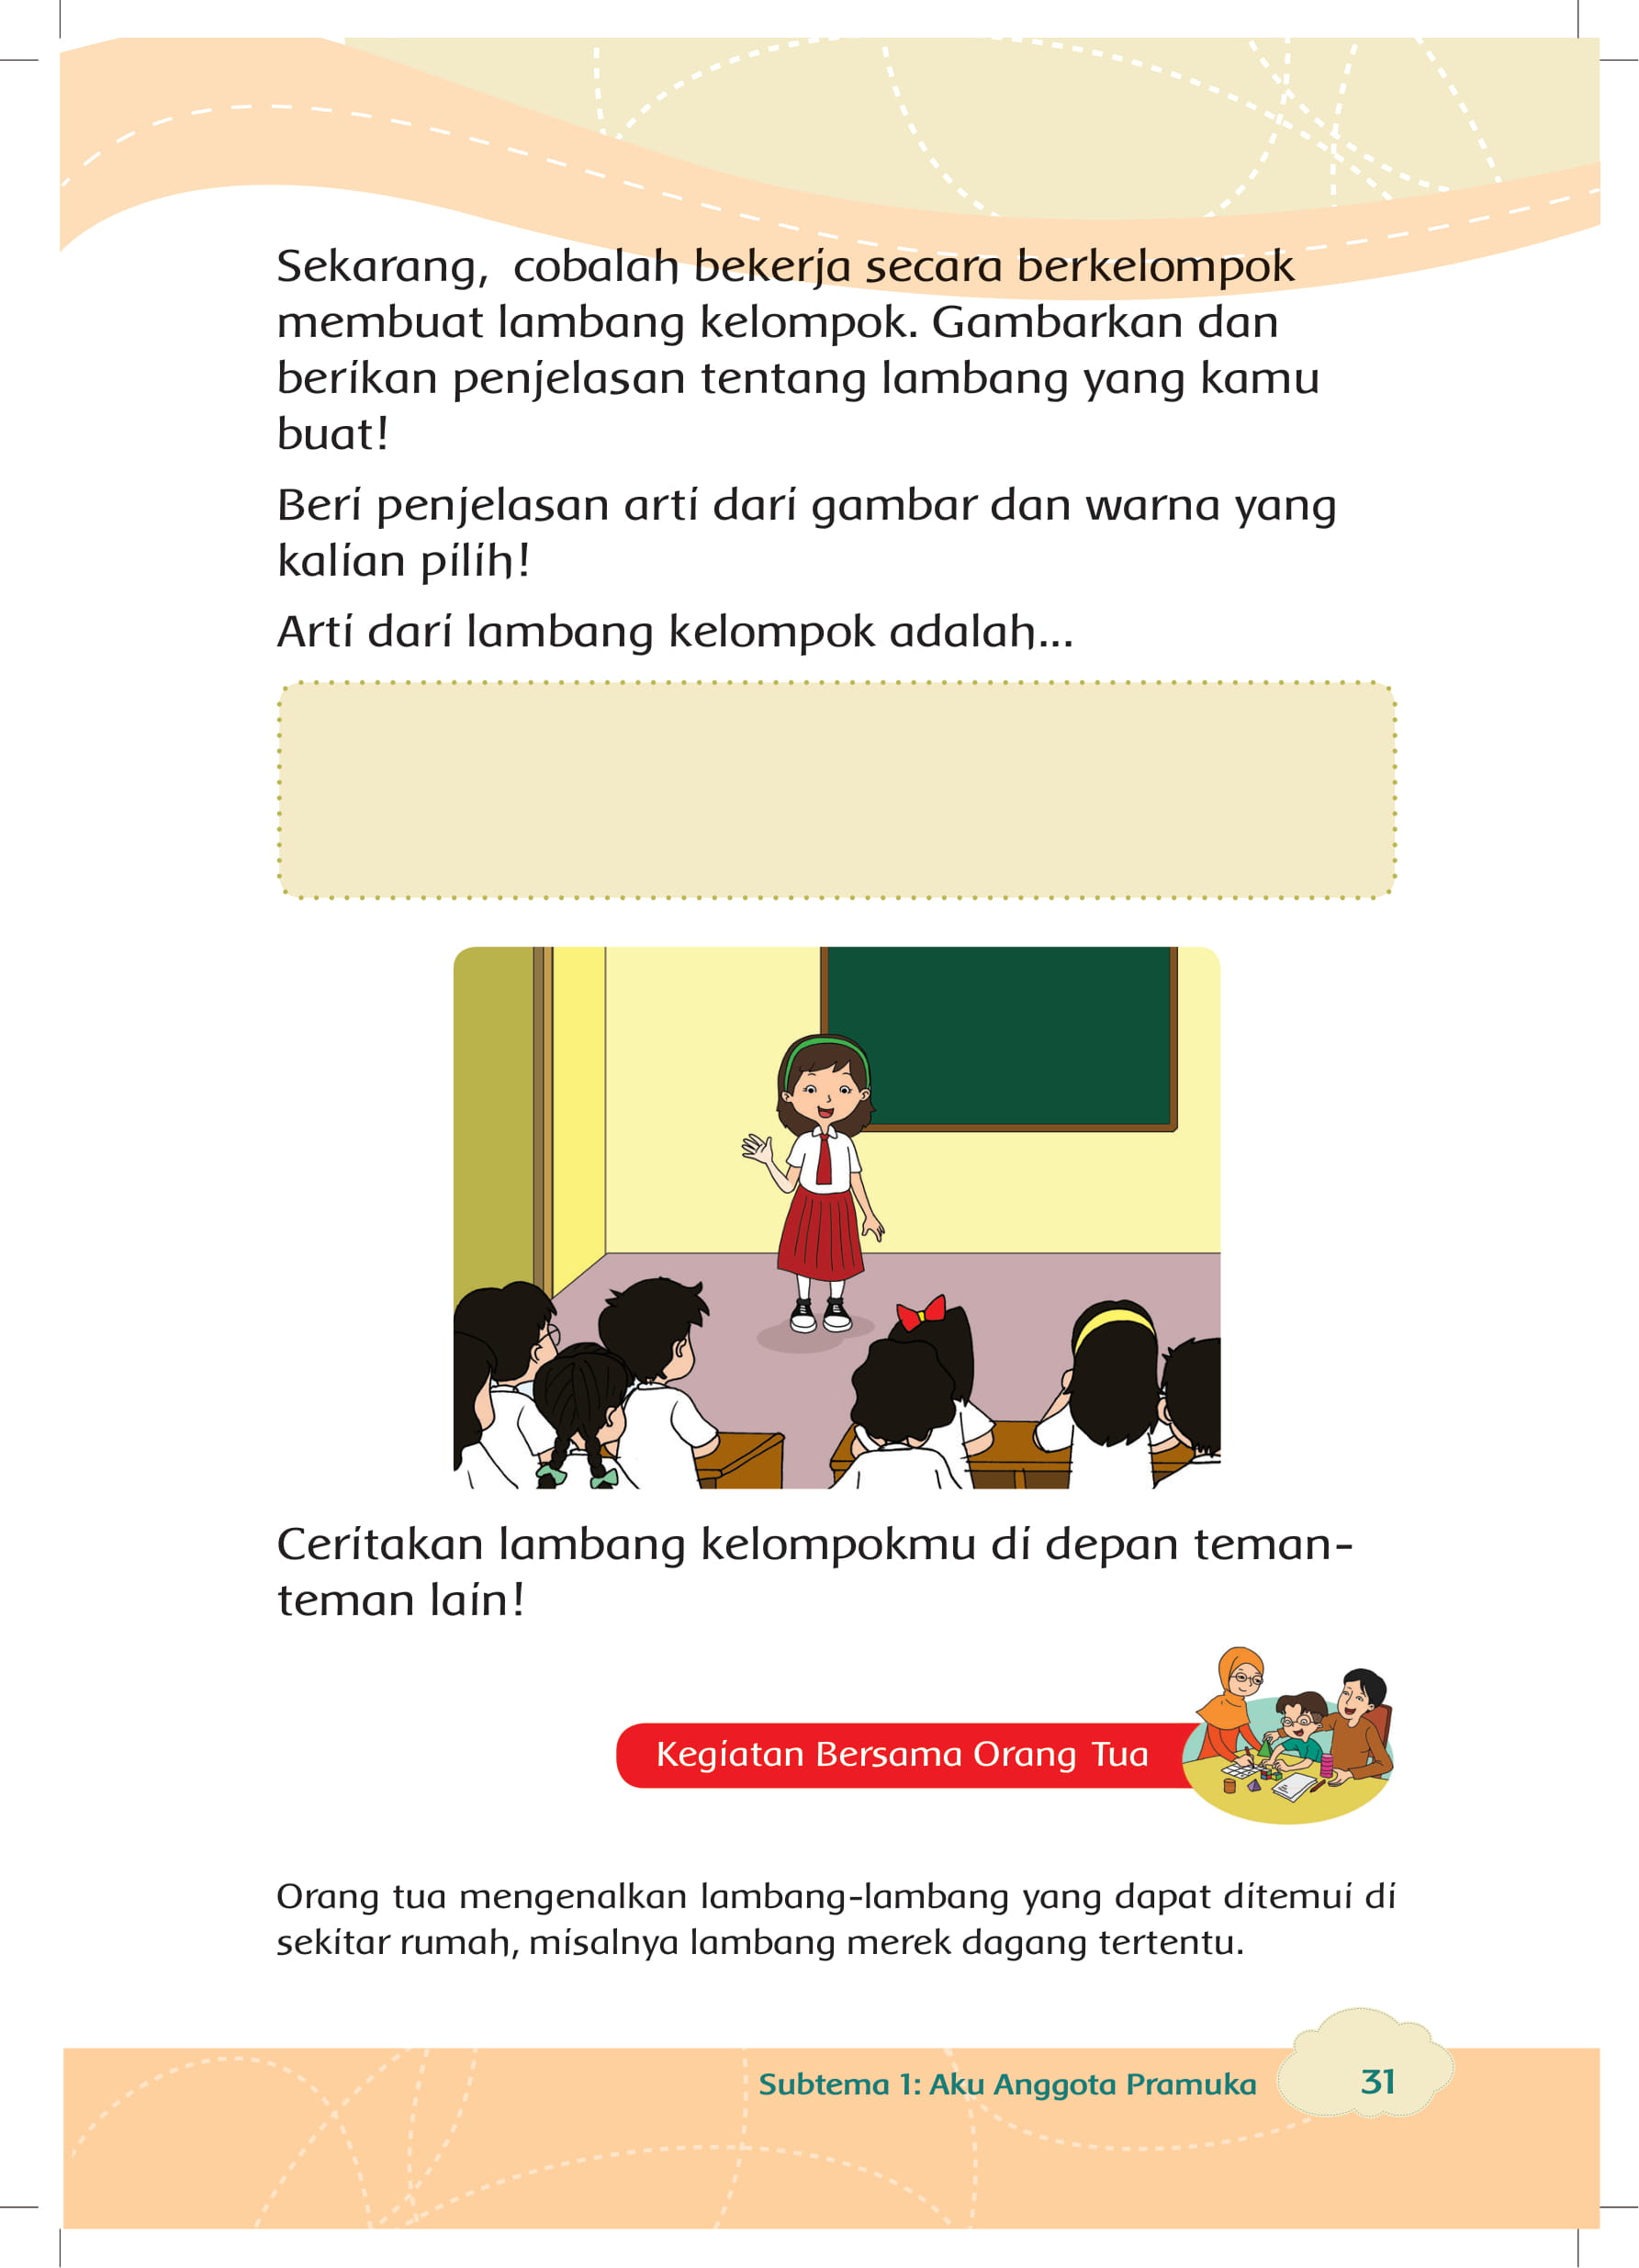 Sekarang,  cobalah bekerja secara berkelompok
membuat lambang kelompok. Gambarkan dan
berikan penjelasan tentang lambang yang kamu
buat!
Beri penjelasan arti dari gambar dan warna yang
kalian pilih!
Arti dari lambang kelompok adalah...
Ceritakan lambang kelompokmu di depan teman-
teman lain!
Kegiatan Bersama Orang Tua
Orang tua mengenalkan lambang-lambang yang dapat ditemui di
sekitar rumah, misalnya lambang merek dagang tertentu.
Subtema 1: Aku Anggota Pramuka
31